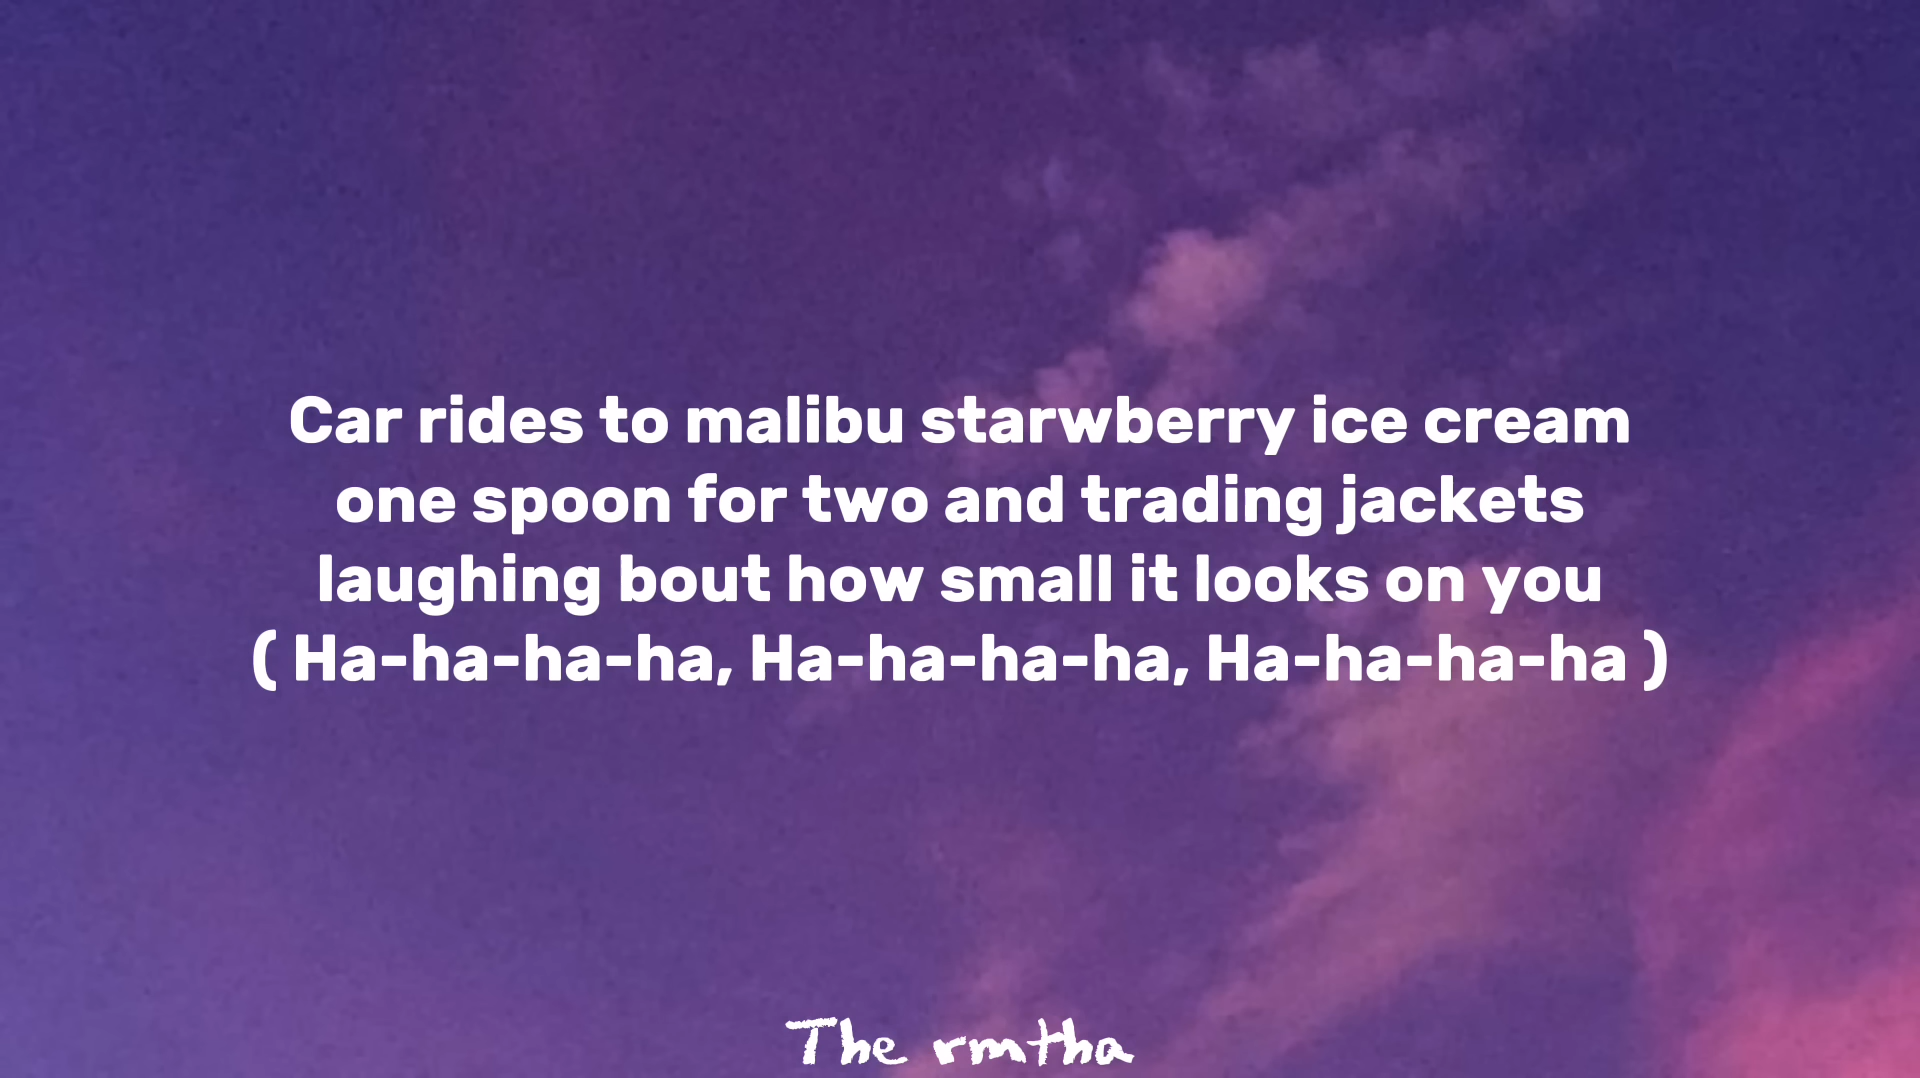 Car rides to malibu starwberry ice cream
one spoon for two and trading jackets
laughing bout how small it looks on you
( Ha-ha-ha-ha, Ha-ha-ha-ha, Ha-ha-ha-ha )
The rmtha